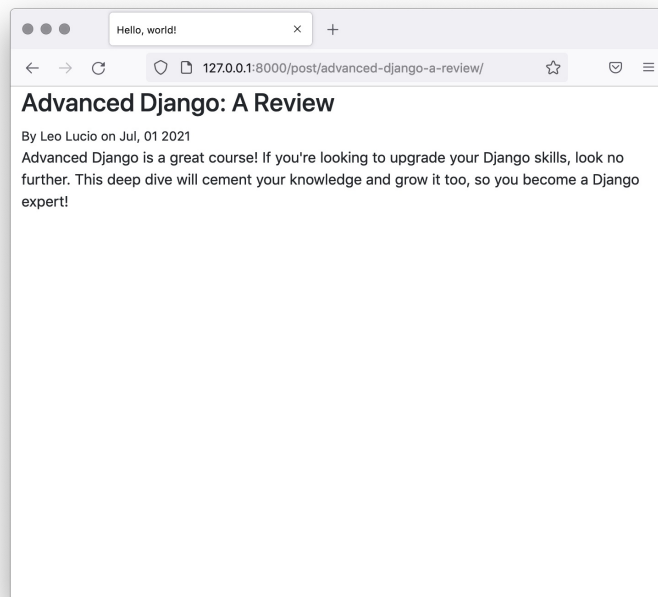 Hello, world!
127.0.0.1:8000/post/advanced-django-a-review/
Advanced Django: A Review
By Leo Lucio on Jul, 01 2021
Advanced Django is a great course! If you're looking to upgrade your Django skills, look no
further. This deep dive will cement your knowledge and grow it too, so you become a Django
expert!